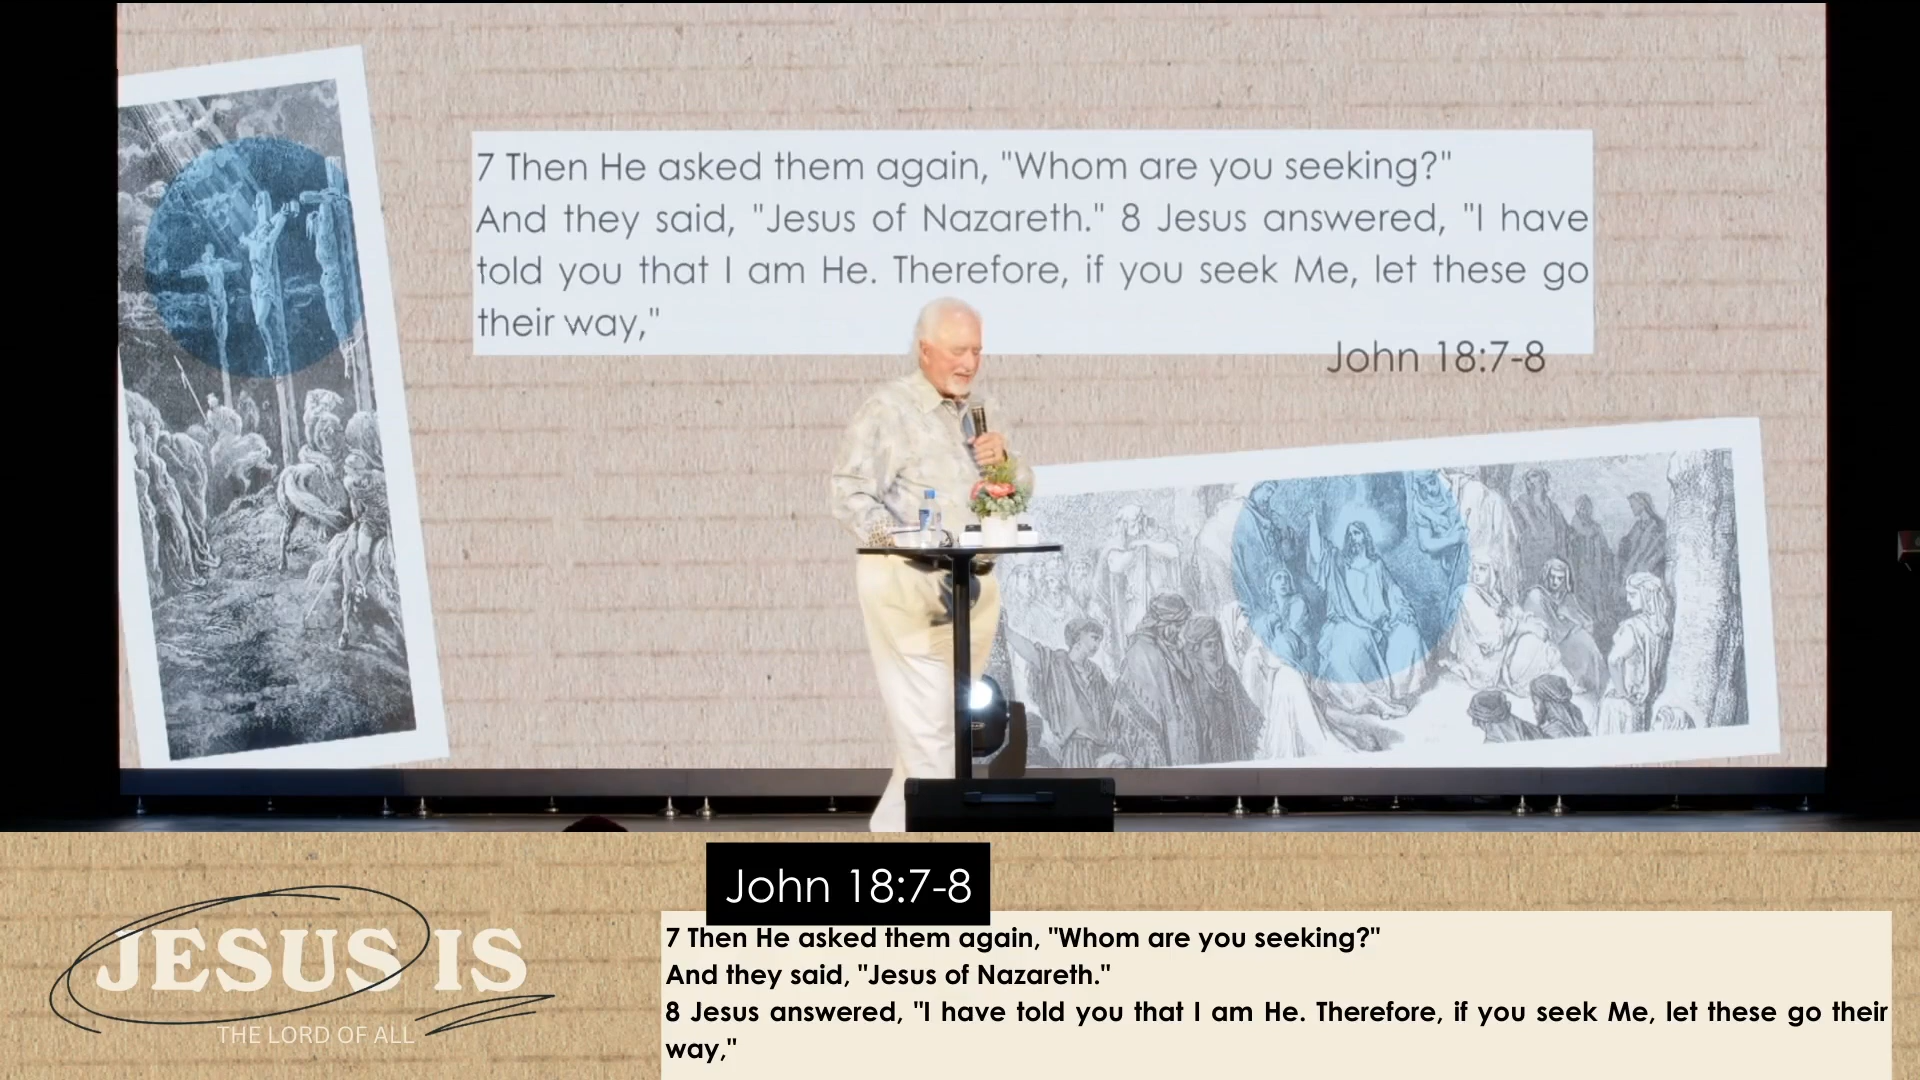 7 Then He asked them again, "Whom are you seeking?"
And they said, "Jesus of Nazareth." 8 Jesus answered, "I have
told you that I am He. Therefore, if you seek Me, let these go
their way,"
John 18:7-8
John 18:7-8
7 Then He asked them again, "Whom are you seeking?"
And they said, "Jesus of Nazareth."
8 Jesus answered, "I have told you that I am He. Therefore, if you seek Me, let these go their
way,"
JESUS IS
THE LORD OF ALL